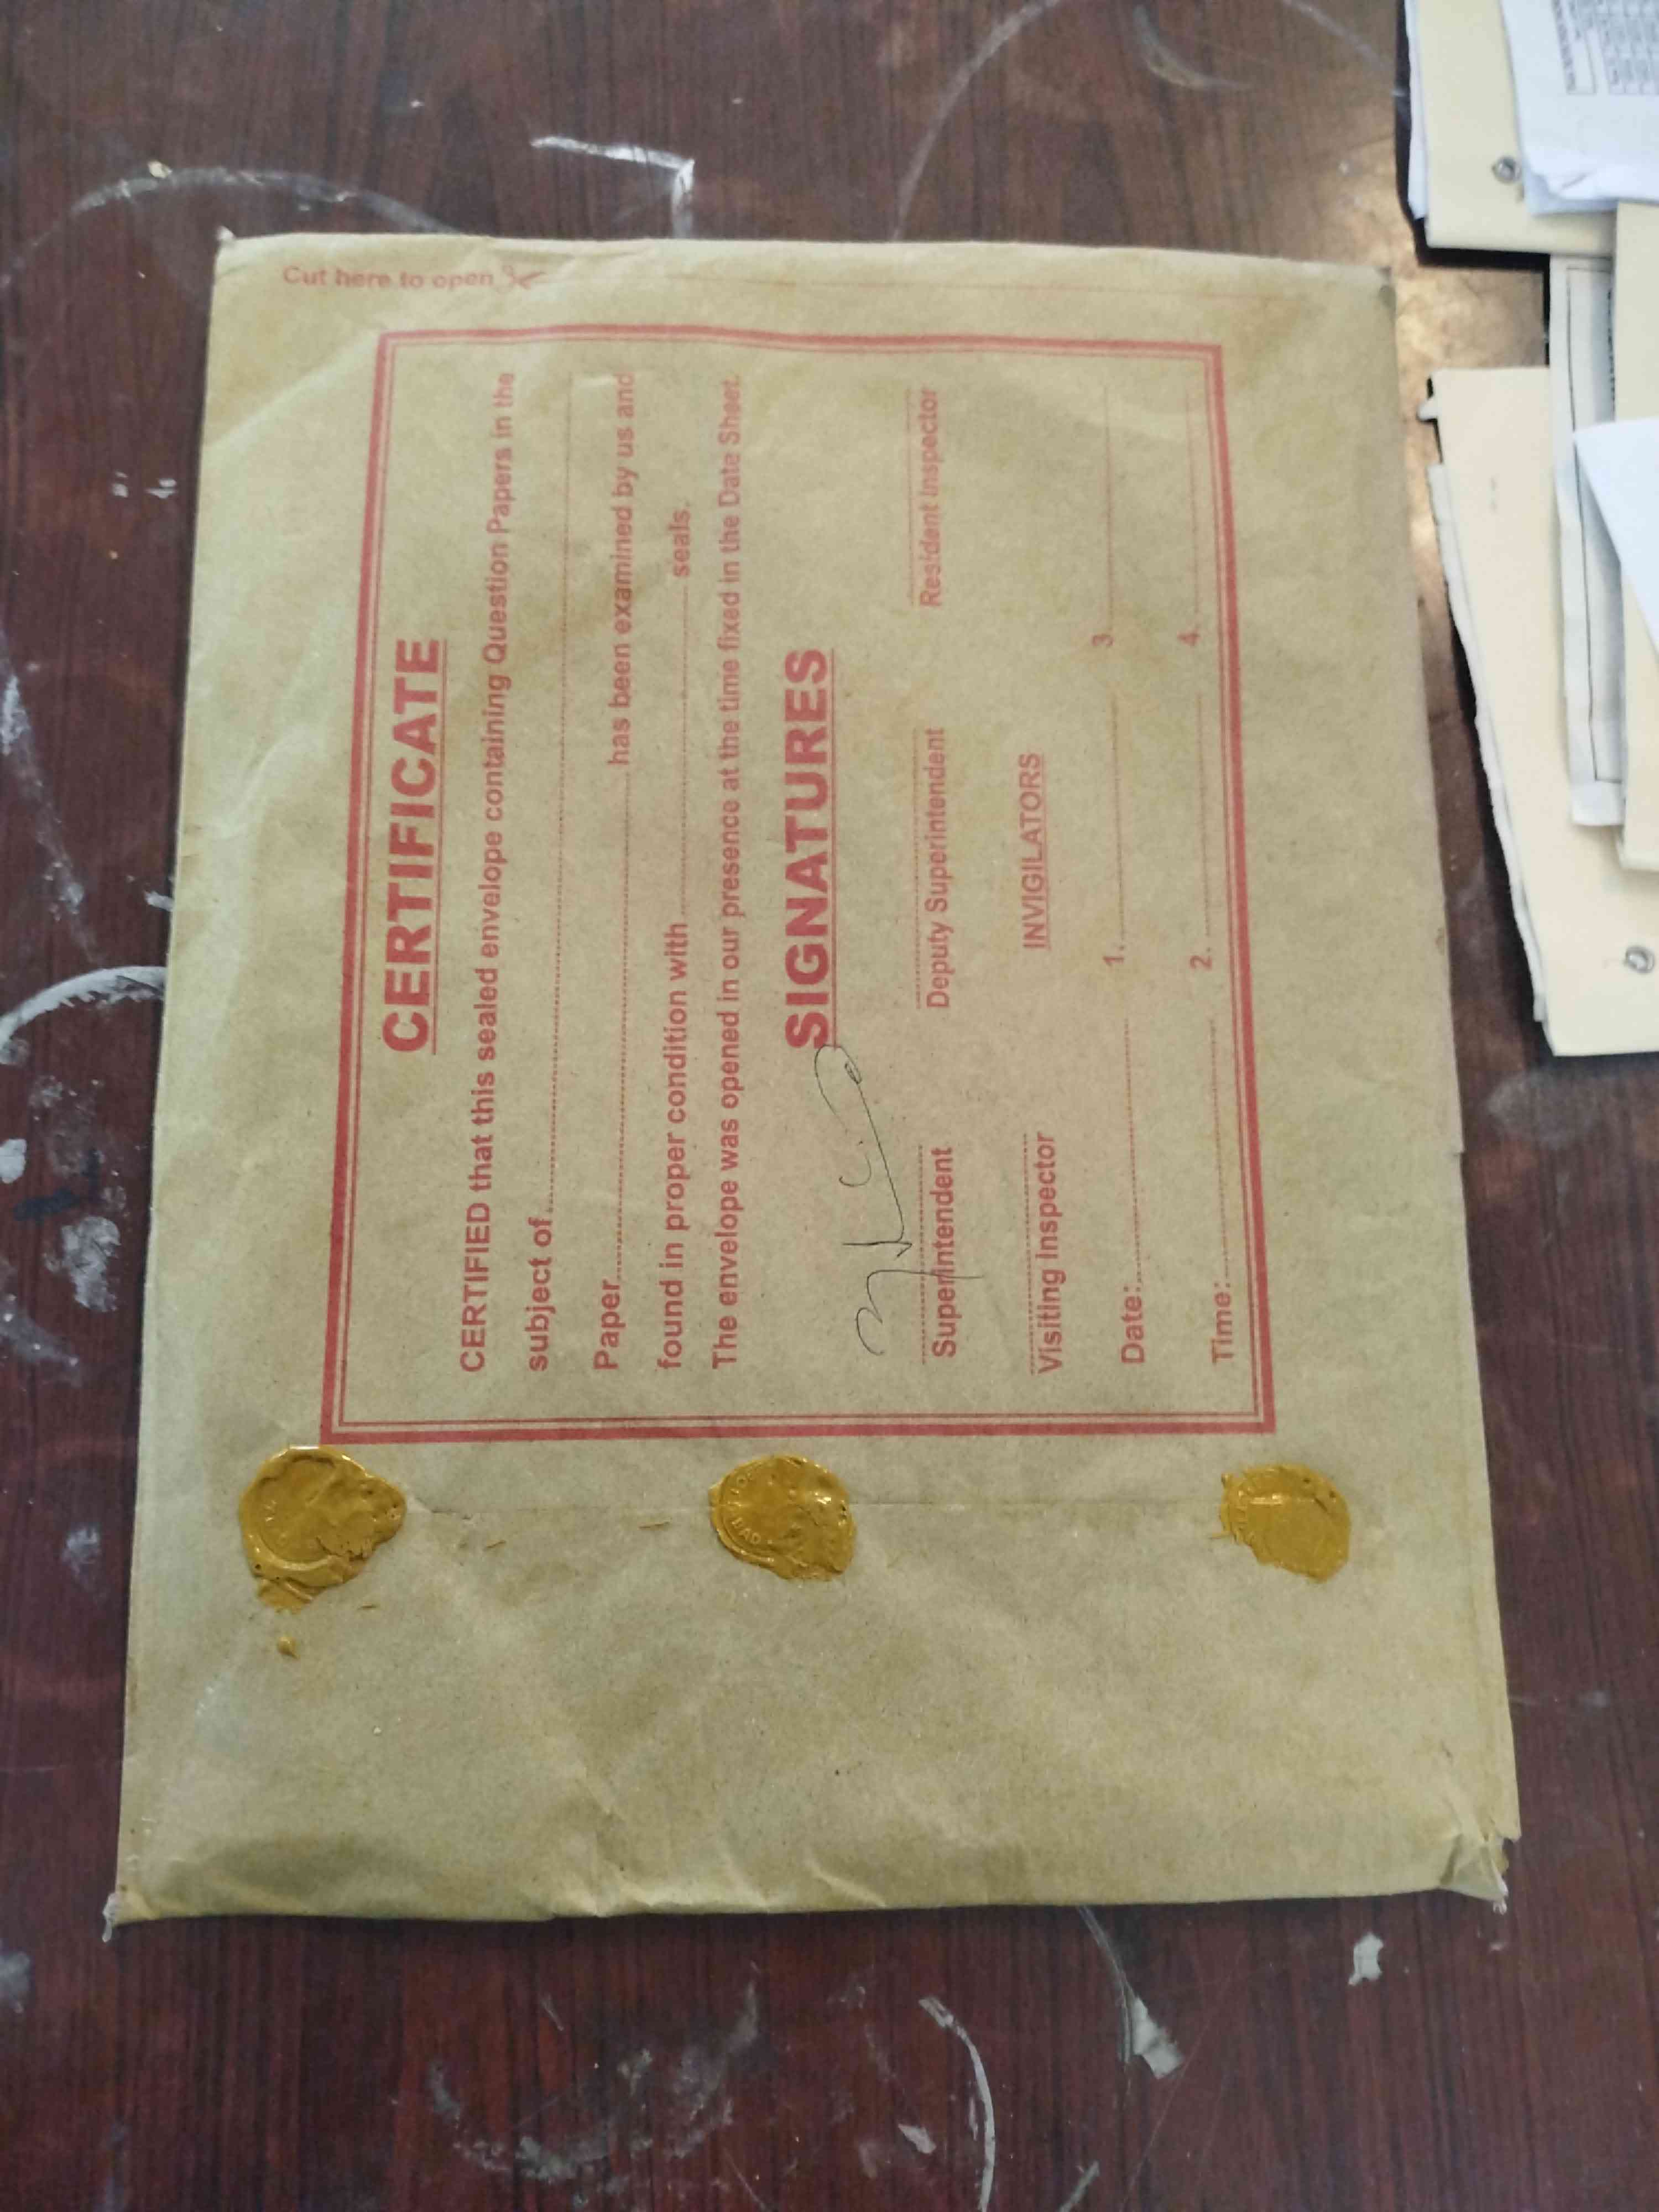 Cut here to open
CERTIFICATE
CERTIFIED that this sealed envelope containing Question Papers in the
subject of
Paper has been examined by us and
found in proper condition with seals.
The envelope was opened in our presence at the time fixed in the Date Sheet.
SIGNATURES
Superintendent Deputy Superintendent Resident Inspector
Visiting Inspector INVIGILATORS
Date: 1. 3.
Time: 2. 4.